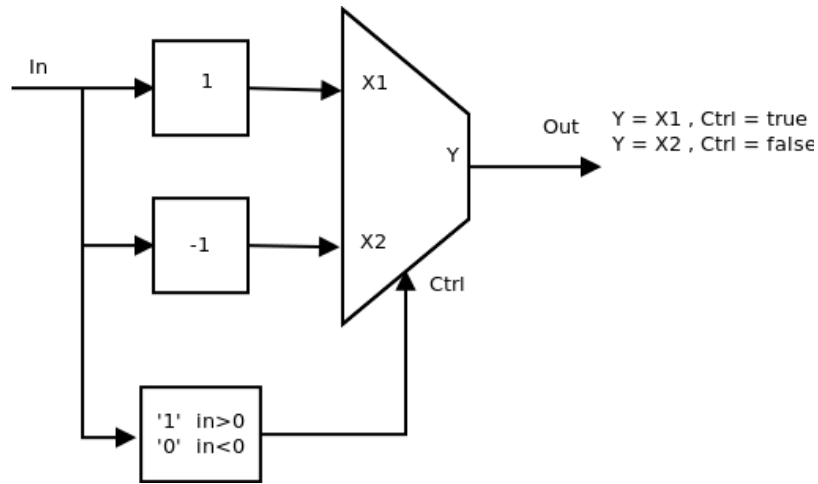 In
1
X1
Out
Y = X1 , Ctrl = true
Y = X2 , Ctrl = false
Y
-1
X2
Ctrl
'1' in>0
'0' in<0